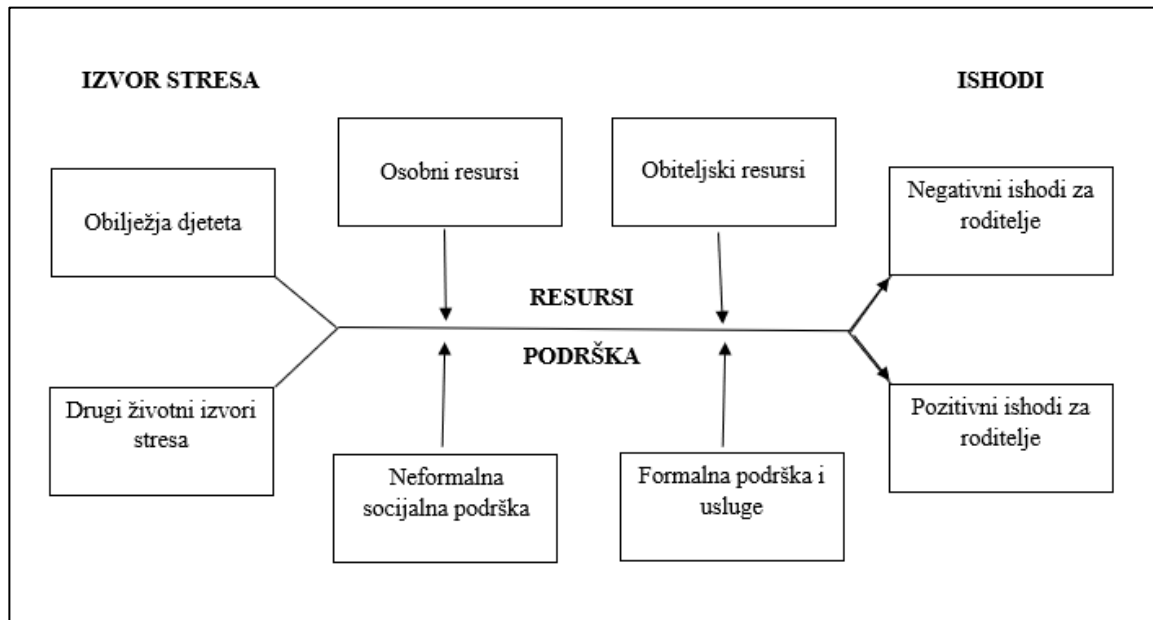 IZVOR STRESA
ISHODI
Osobni resursi
Obiteljski resursi
Obilježja djeteta
Negativni ishodi za
roditelje
RESURSI
PODRŠKA
Drugi životni izvori
stresa
Pozitivni ishodi za
roditelje
Neformalna
socijalna podrška
Formalna podrška i
usluge